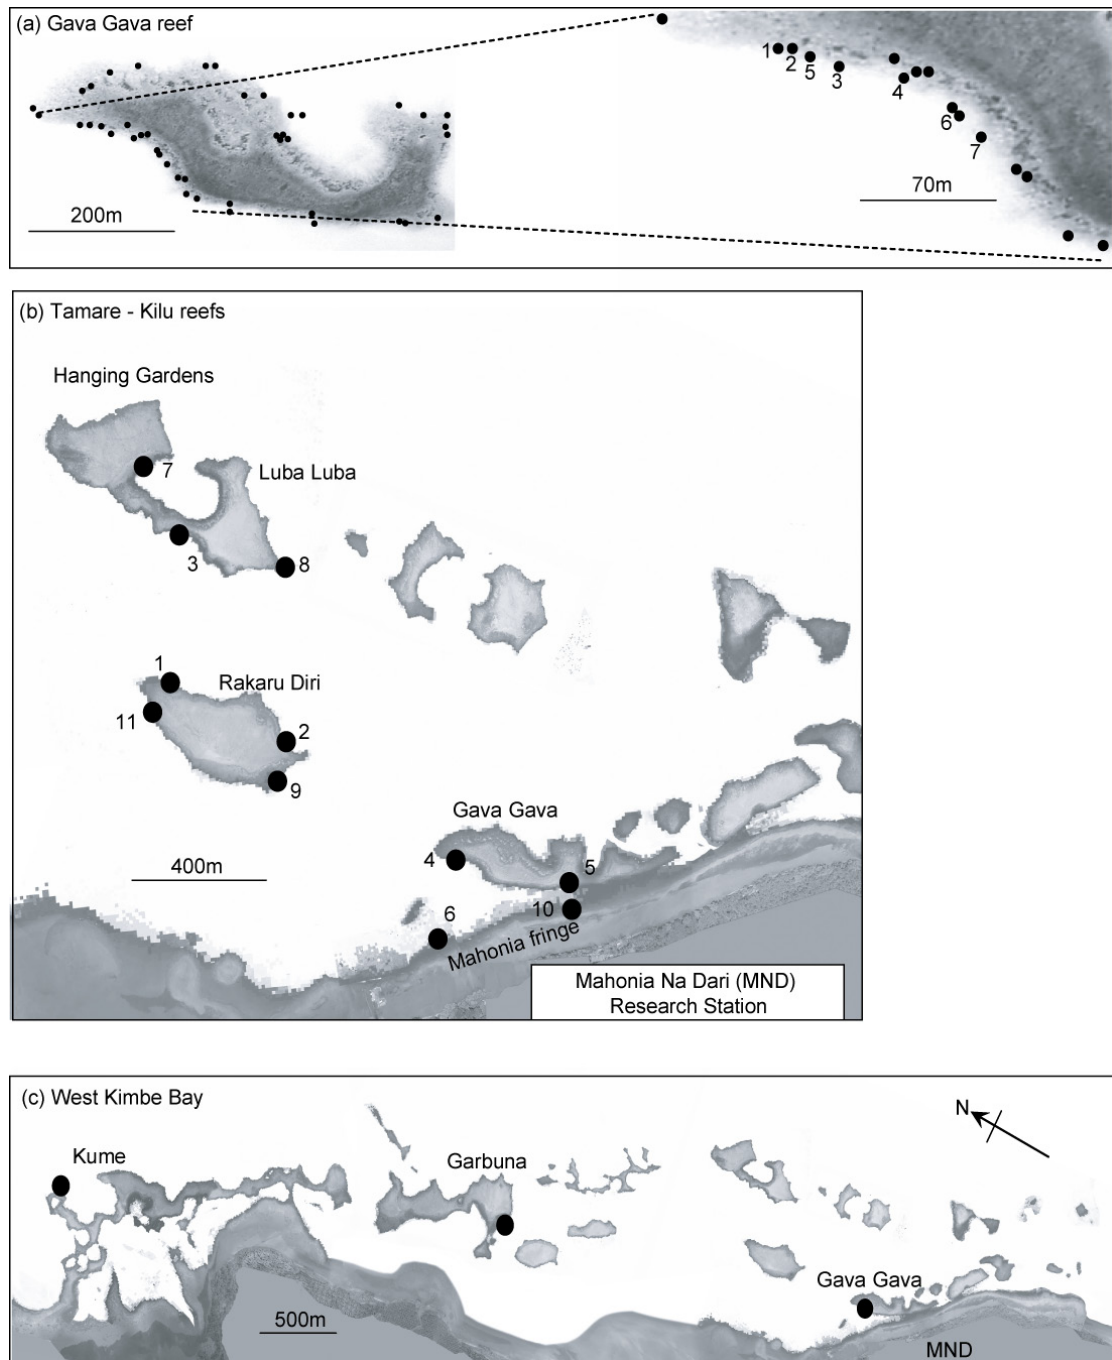 (a) Gava Gava reef
1
2
5
3
4
6
7
200m
70m
(b) Tamare - Kilu reefs
Hanging Gardens
7
Luba Luba
3
8
1
Rakaru Diri
11
2
9
Gava Gava
4
5
400m
6
10
Mahonia fringe
Mahonia Na Dari (MND)
Research Station
(c) West Kimbe Bay
N
Kume
Garbuna
Gava Gava
500m
MND